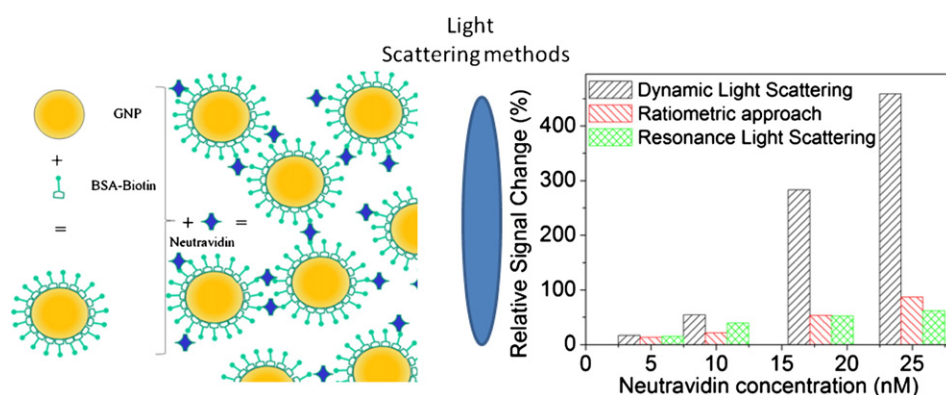 Light
Scattering methods
GNP
+
BSA-Biotin
=
+ =
Neutravidin
Relative Signal Change (%)
400
300
200
100
0
Dynamic Light Scattering
Ratiometric approach
Resonance Light Scattering
0 5 10 15 20 25
Neutravidin concentration (nM)